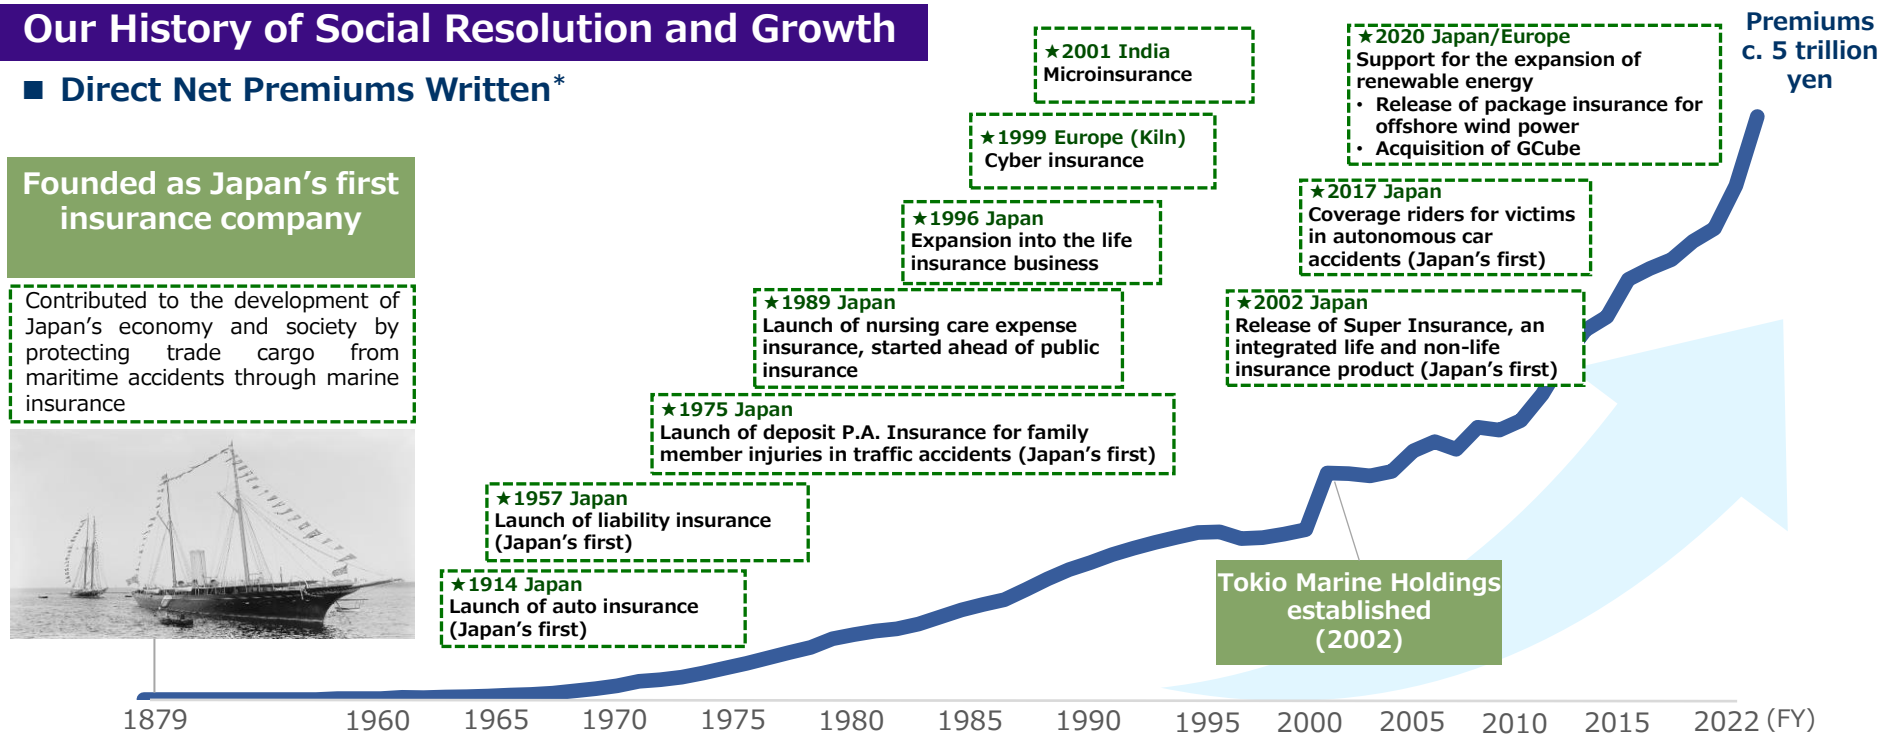 Our History of Social Resolution and Growth
■ Direct Net Premiums Written*
Founded as Japan's first
insurance company
Contributed to the development of
Japan's economy and society by
protecting trade cargo from
maritime accidents through marine
insurance
★1914 Japan
Launch of auto insurance
(Japan's first)
★1957 Japan
Launch of liability insurance
(Japan's first)
★1975 Japan
Launch of deposit P.A. Insurance for family
member injuries in traffic accidents (Japan's first)
★1989 Japan
Launch of nursing care expense
insurance, started ahead of public
insurance
★1996 Japan
Expansion into the life
insurance business
★1999 Europe (Kiln)
Cyber insurance
★2001 India
Microinsurance
★2002 Japan
Release of Super Insurance, an
integrated life and non-life
insurance product (Japan's first)
★2017 Japan
Coverage riders for victims
in autonomous car
accidents (Japan's first)
★2020 Japan/Europe
Support for the expansion of
renewable energy
• Release of package insurance for
offshore wind power
• Acquisition of GCube
Premiums
c. 5 trillion
yen
Tokio Marine Holdings
established
(2002)
1879 1960 1965 1970 1975 1980 1985 1990 1995 2000 2005 2010 2015 2022 (FY)